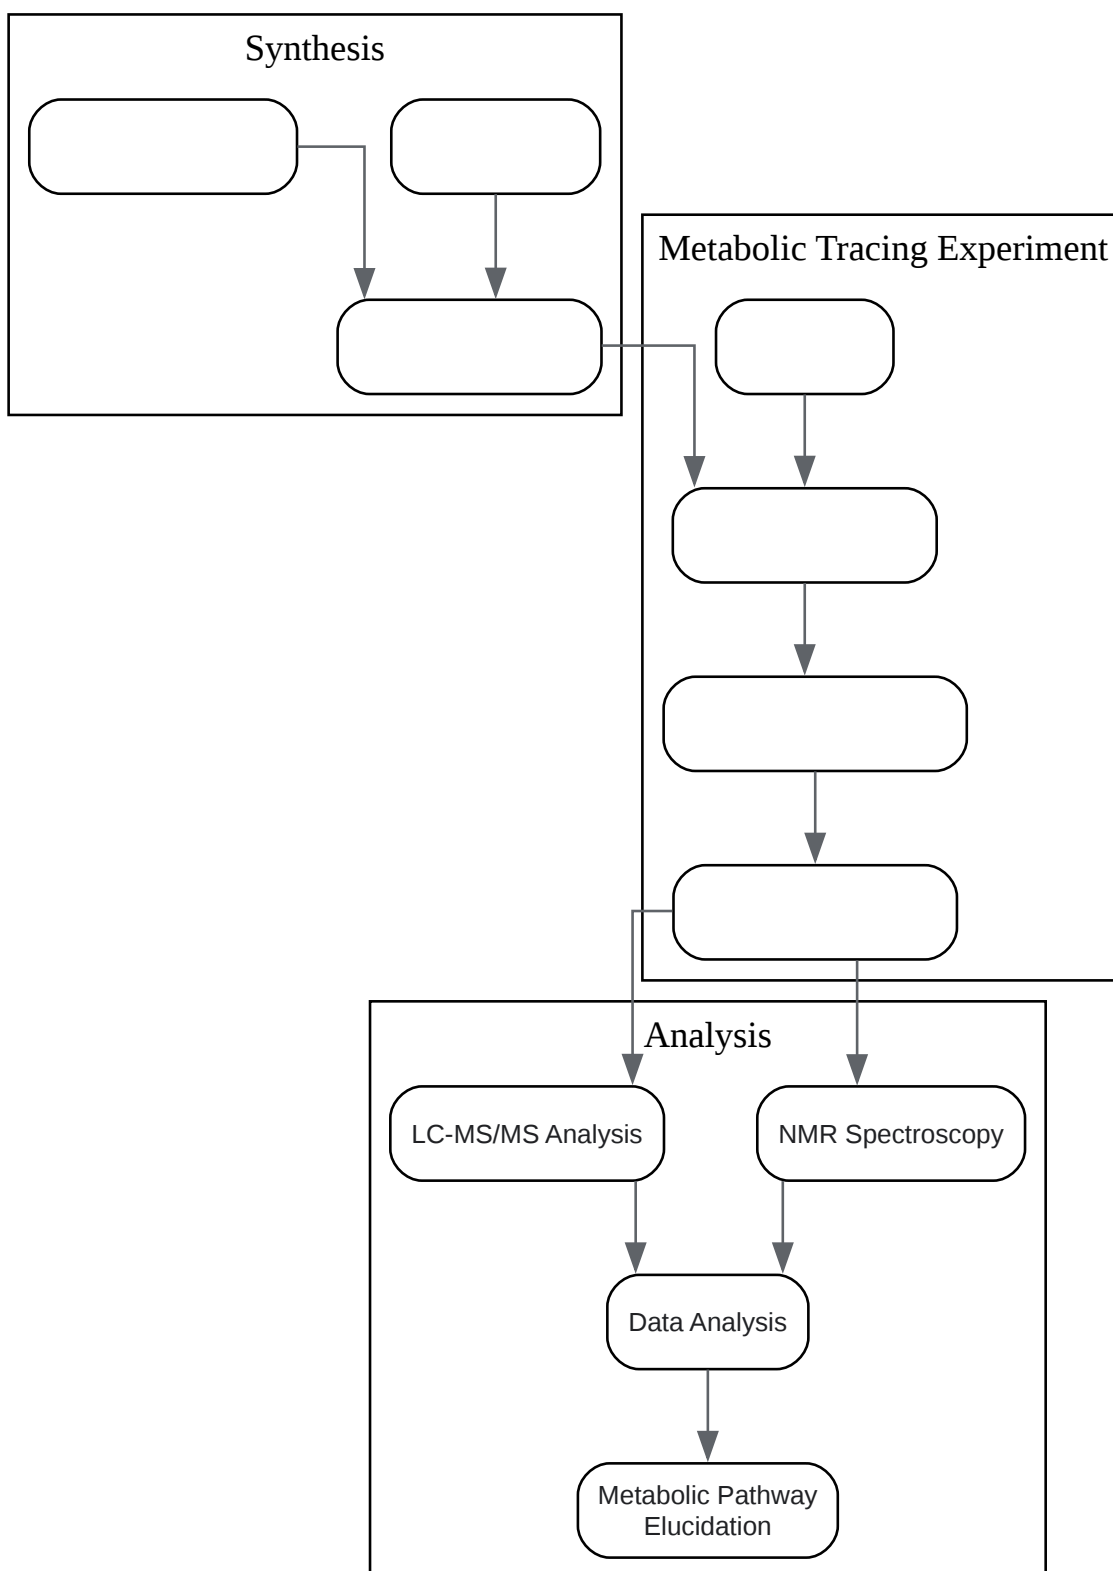 Synthesis
Metabolic Tracing Experiment
Analysis
LC-MS/MS Analysis
NMR Spectroscopy
Data Analysis
Metabolic Pathway
Elucidation